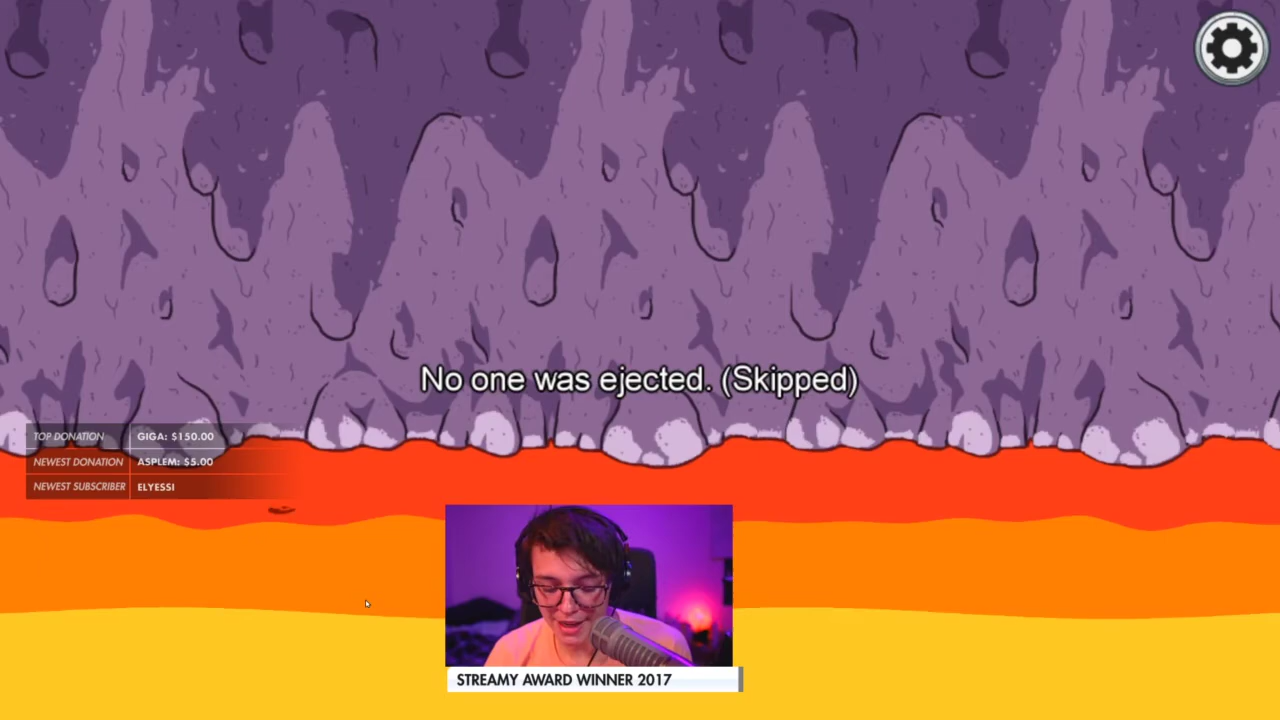 No one was ejected. (Skipped)
TOP DONATION GIGA: $150.00
NEWEST DONATION ASPLEM: $5.00
NEWEST SUBSCRIBER ELYESSI
STREAMY AWARD WINNER 2017